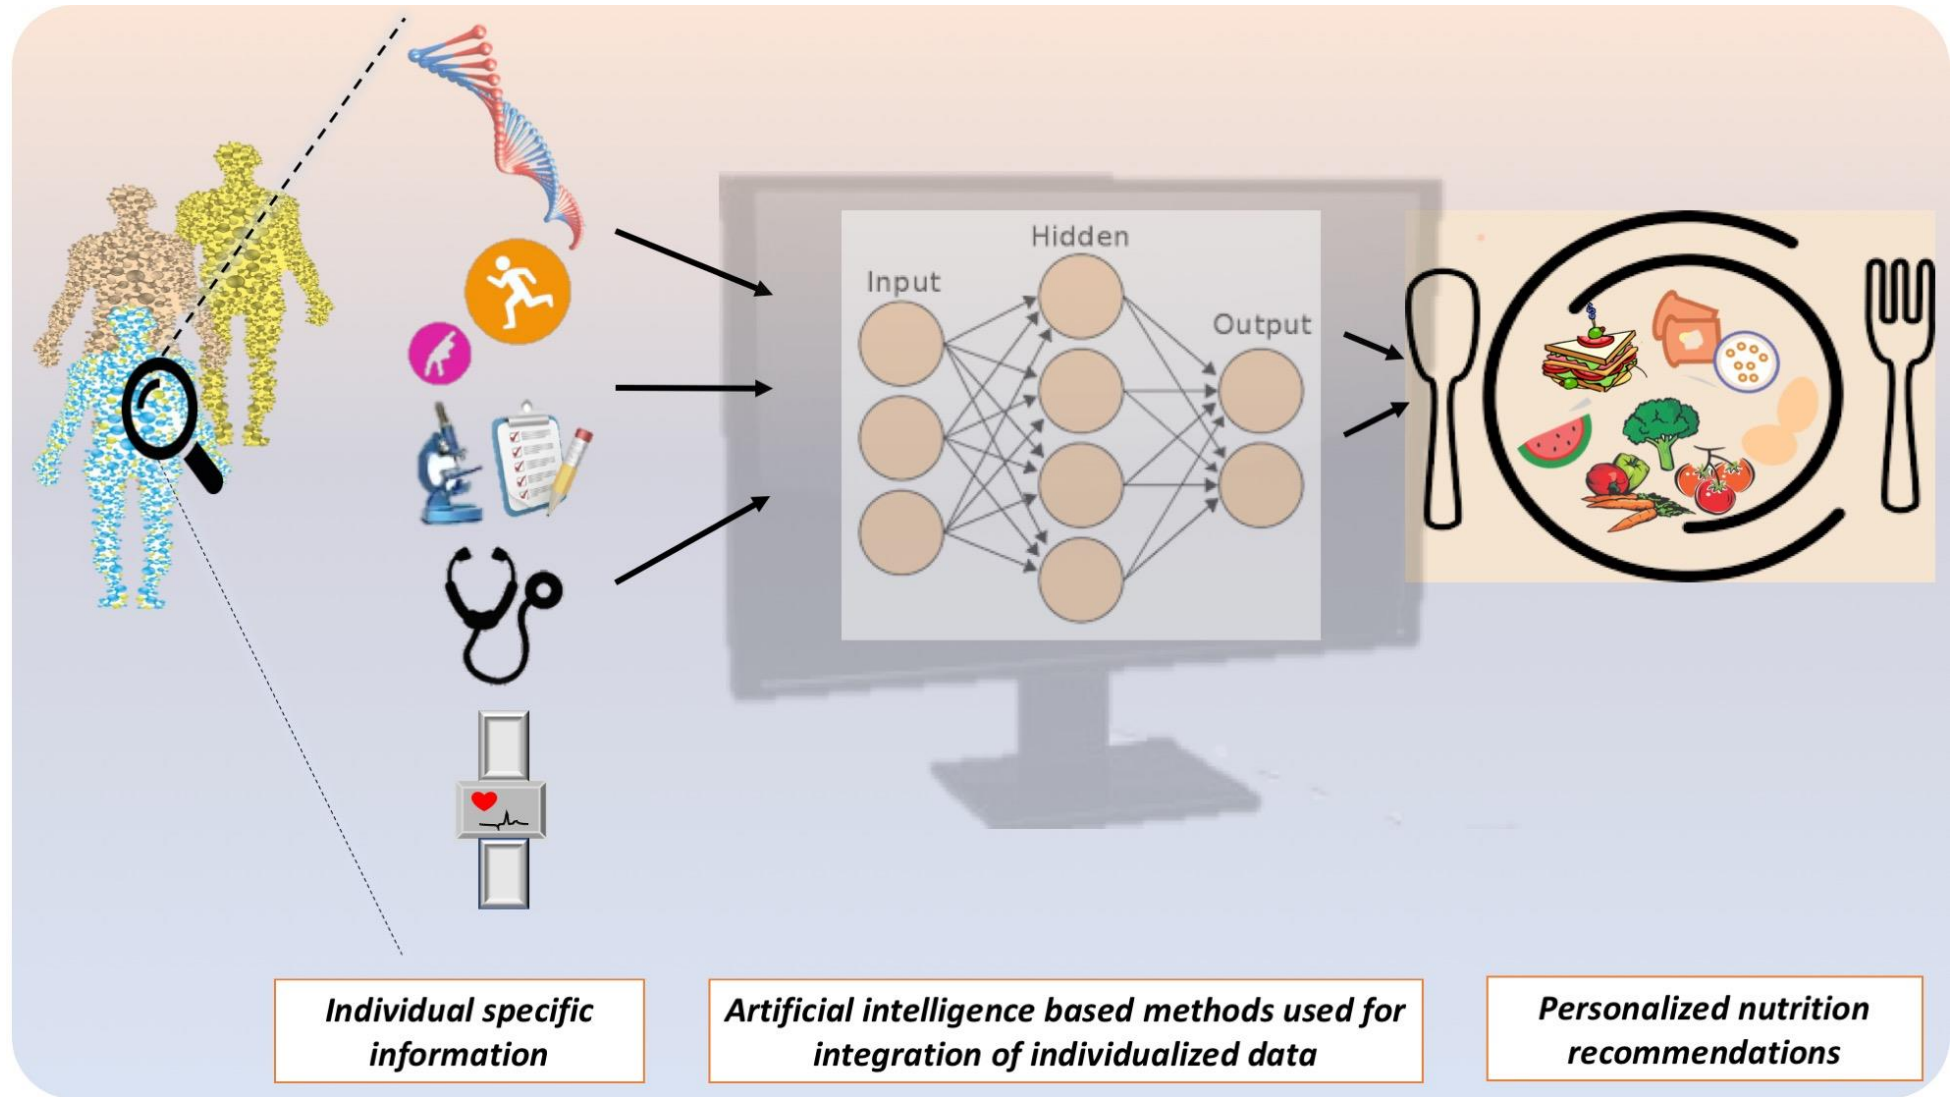 Hidden
Input
Output
Individual specific
information
Artificial intelligence based methods used for
integration of individualized data
Personalized nutrition
recommendations